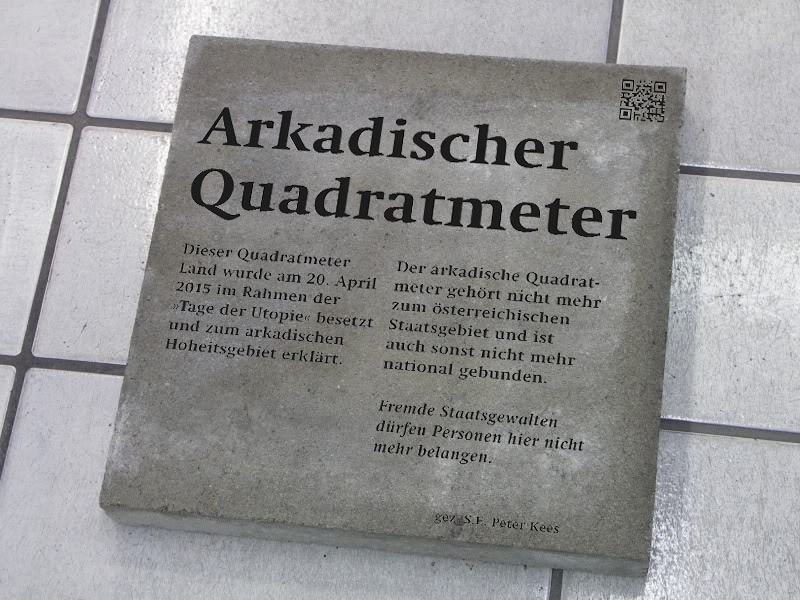 Arkadischer
Quadratmeter
Dieser Quadratmeter
Land wurde am 20. April
2015 im Rahmen der
»Tage der Utopie« besetzt
und zum arkadischen
Hoheitsgebiet erklärt.
Der arkadische Quadrat-
meter gehört nicht mehr
zum österreichischen
Staatsgebiet und ist
auch sonst nicht mehr
national gebunden.
Fremde Staatsgewalten
dürfen Personen hier nicht
mehr belangen.
gez. S.E. Peter Kees